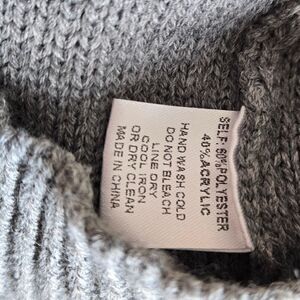 SELF: 60%POLYESTER
40%ACRYLIC
HAND WASH COLD
DO NOT BLEACH
LINE DRY
COOL IRON
OR DRY CLEAN
MADE IN CHINA